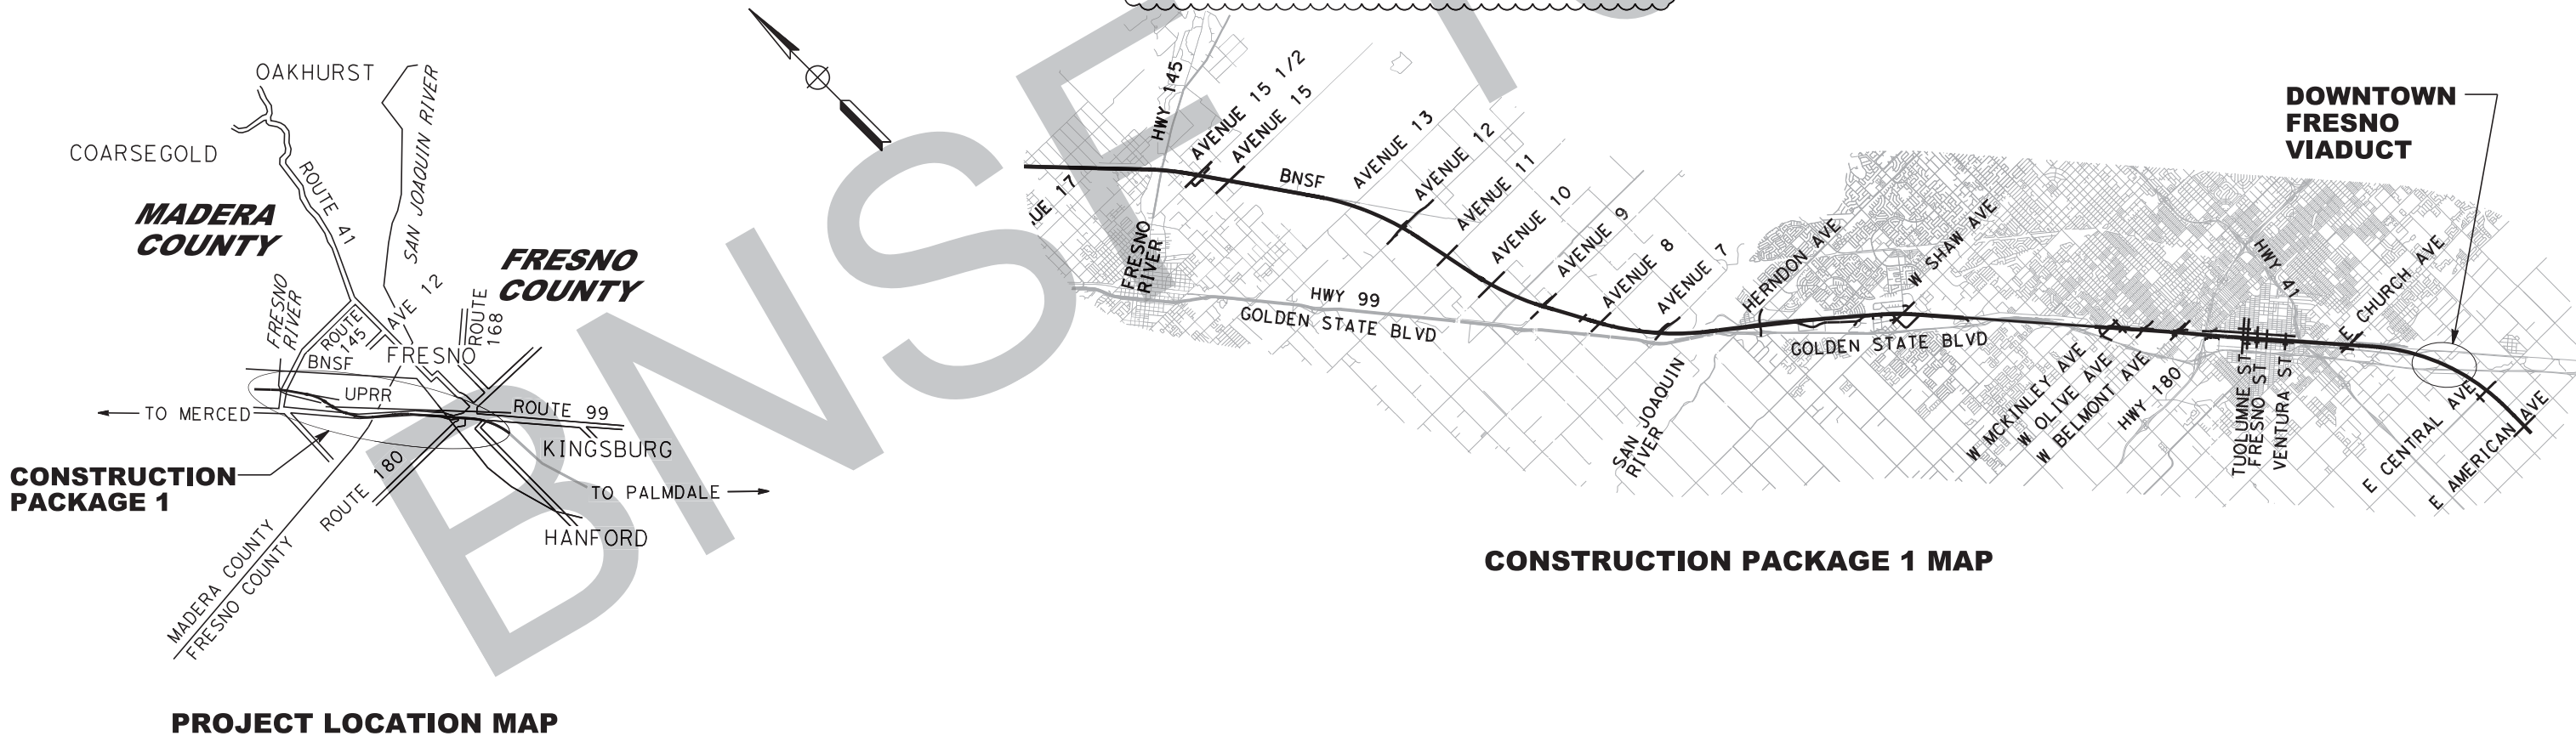 OAKHURST
COARSEGOLD
ROUTE 41
SAN JOAQUIN RIVER
MADERA
COUNTY
FRESNO
COUNTY
FRESNO
RIVER
ROUTE
145
AVE 12
ROUTE
168
FRESNO
BNSF
UPRR
TO MERCED
ROUTE 99
KINGSBURG
CONSTRUCTION
PACKAGE 1
ROUTE 180
TO PALMDALE
HANFORD
MADERA COUNTY
FRESNO COUNTY
PROJECT LOCATION MAP
BNSF
HWY 145
AVENUE 15 1/2
AVENUE 15
BNSF
AVENUE 13
AVENUE 12
AVENUE 11
AVENUE 10
AVENUE 9
AVENUE 8
AVENUE 7
UE 17
FRESNO
RIVER
HWY 99
GOLDEN STATE BLVD
SAN JOAQUIN
RIVER
HERNDON AVE
W SHAW AVE
GOLDEN STATE BLVD
W MCKINLEY AVE
W OLIVE AVE
W BELMONT AVE
HWY 180
TUOLUMNE ST
FRESNO ST
VENTURA ST
HWY 41
E CHURCH AVE
DOWNTOWN
FRESNO
VIADUCT
E CENTRAL AVE
E AMERICAN AVE
CONSTRUCTION PACKAGE 1 MAP